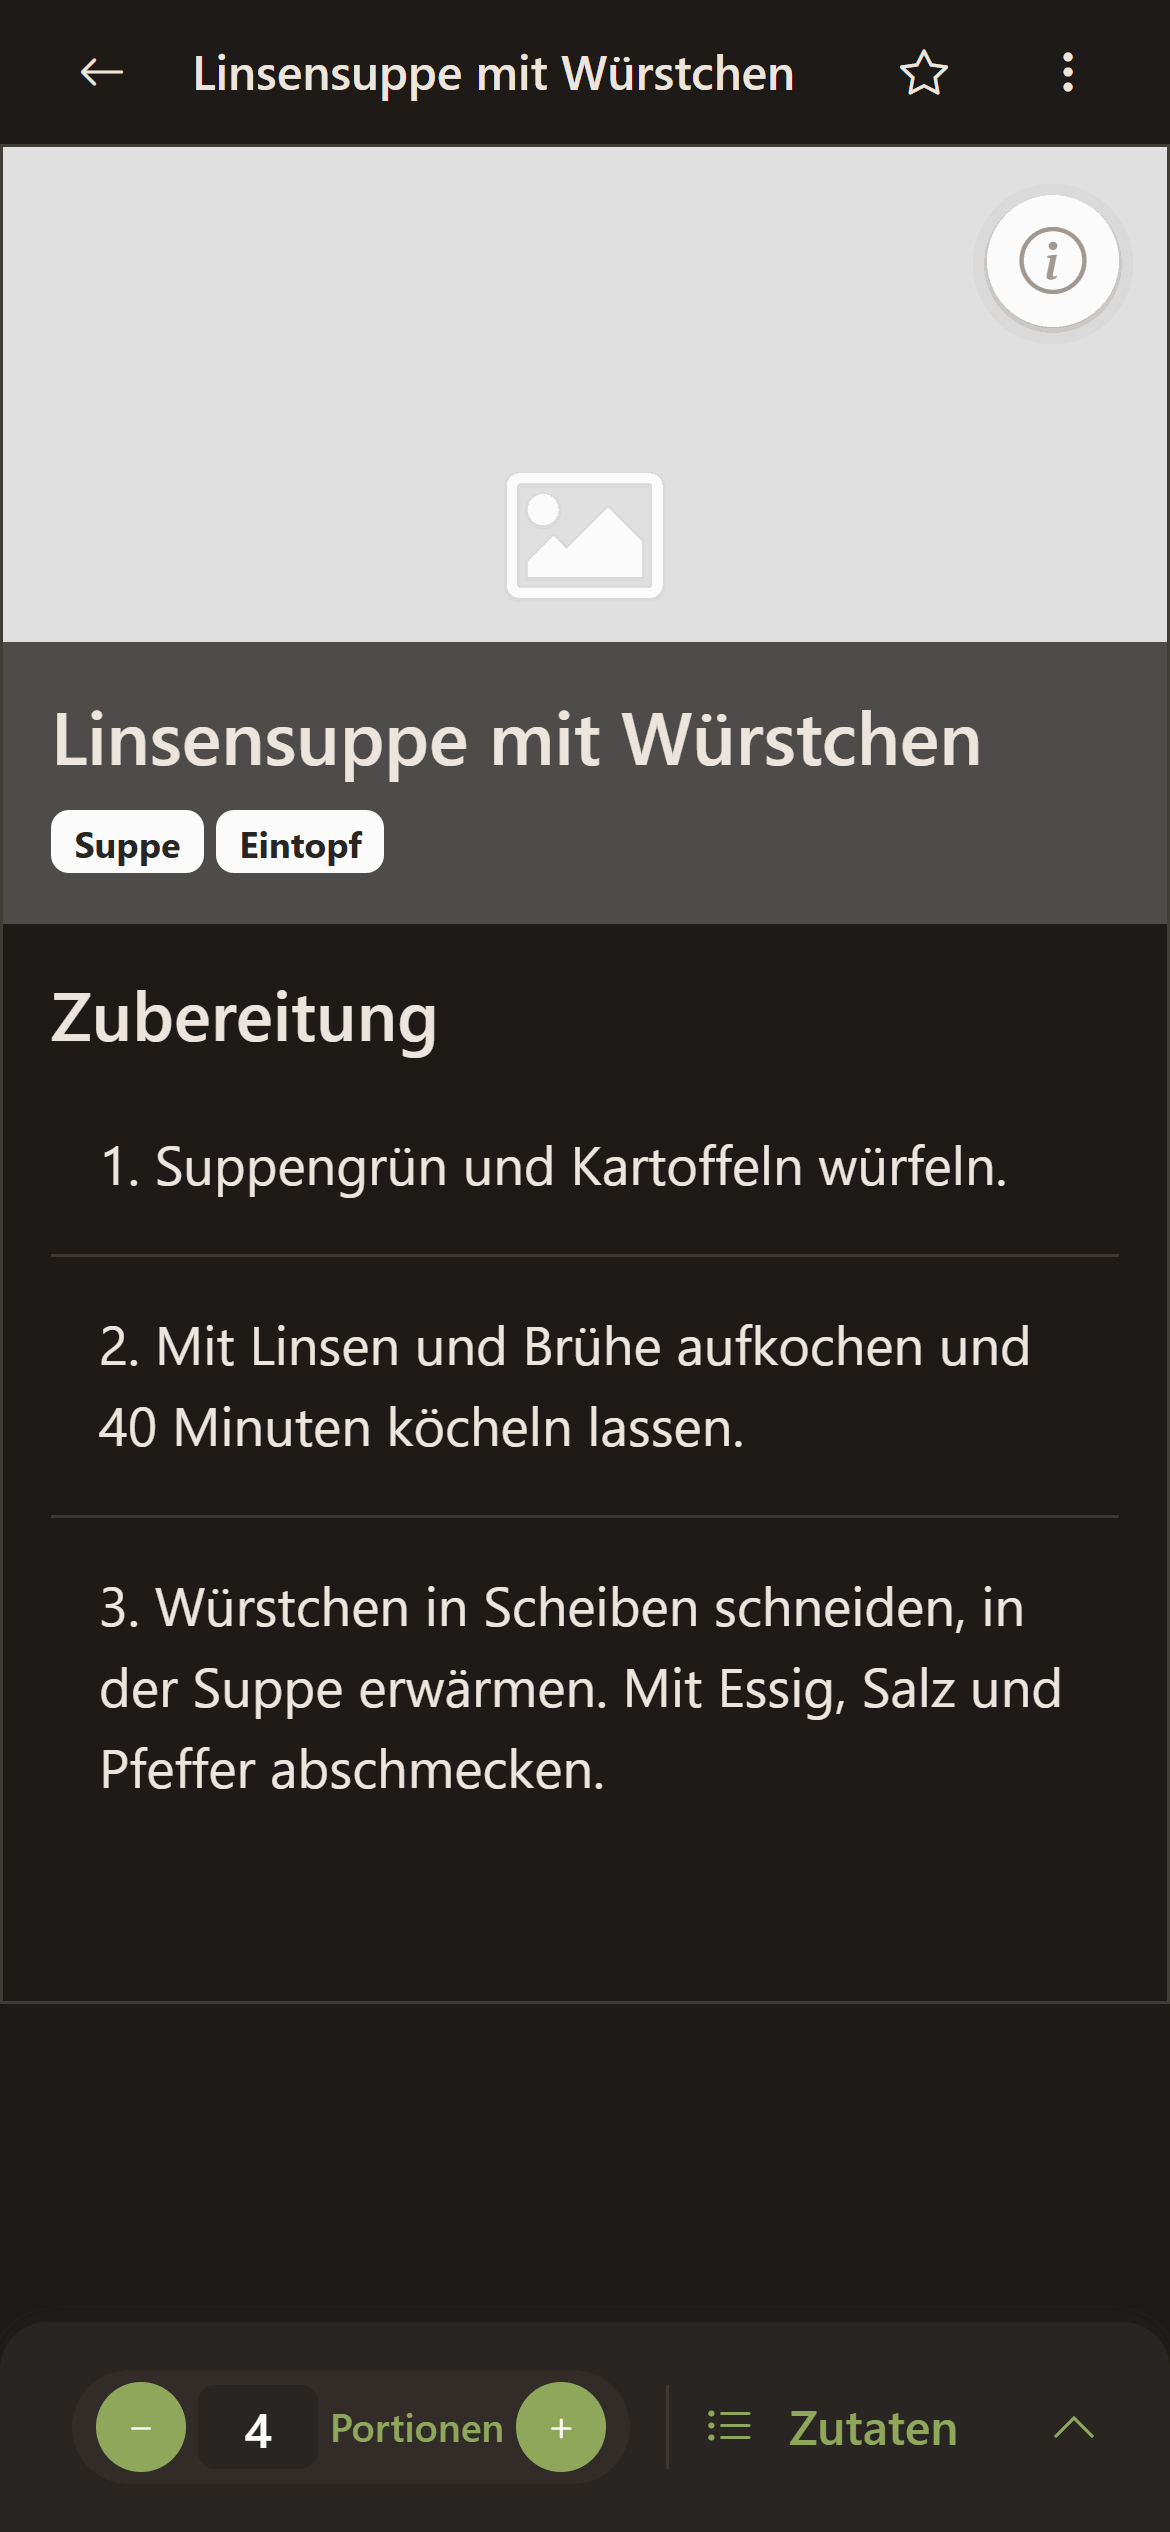 Linsensuppe mit Würstchen
i
Linsensuppe mit Würstchen
Suppe Eintopf
Zubereitung
1. Suppengrün und Kartoffeln würfeln.
2. Mit Linsen und Brühe aufkochen und
40 Minuten köcheln lassen.
3. Würstchen in Scheiben schneiden, in
der Suppe erwärmen. Mit Essig, Salz und
Pfeffer abschmecken.
− 4 Portionen + Zutaten